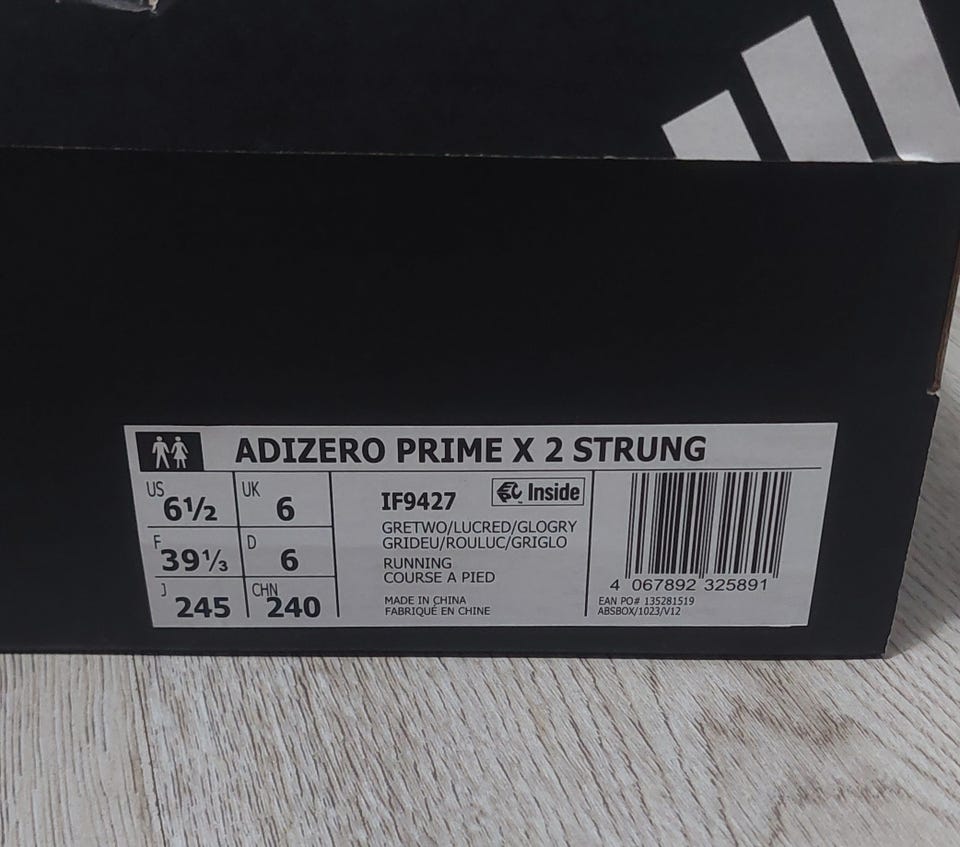 ADIZERO PRIME X 2 STRUNG
US 6½
UK 6
F 39⅓
D 6
J 245
CHN 240
IF9427
Inside
GRETWO/LUCRED/GLOGRY
GRIDEU/ROULUC/GRIGLO
RUNNING
COURSE A PIED
MADE IN CHINA
FABRIQUÉ EN CHINE
4 067892 325891
EAN PO# 135281519
ABSBOX/1023/V12